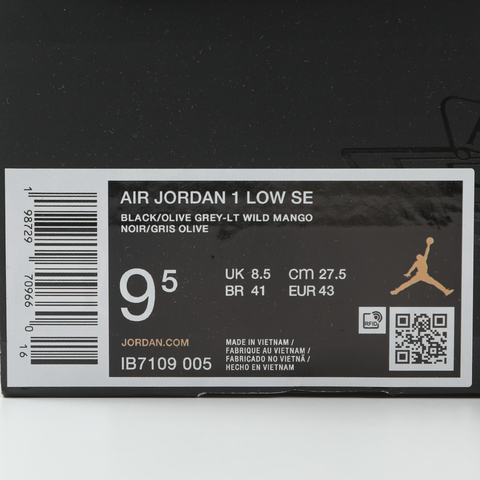 AIR JORDAN 1 LOW SE
BLACK/OLIVE GREY-LT WILD MANGO
NOIR/GRIS OLIVE
9⁵
UK 8.5 CM 27.5
BR 41 EUR 43
RFID
JORDAN.COM
IB7109 005
MADE IN VIETNAM /
FABRIQUE AU VIETNAM /
FABRICADO NO VIETNÃ /
HECHO EN VIETNAM
1 98729 70966 0 16